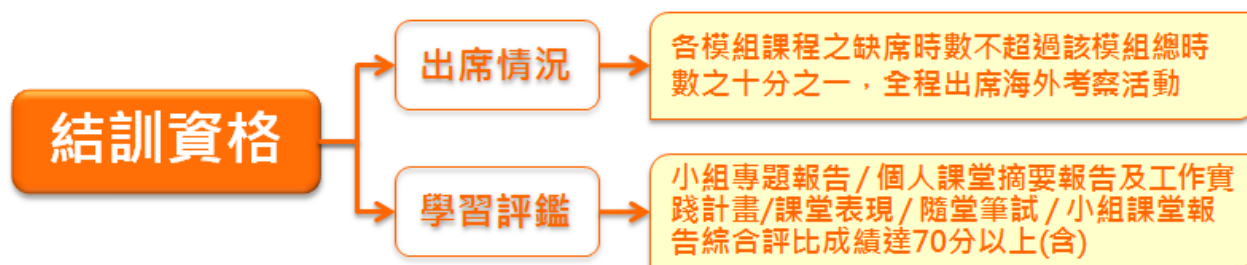 結訓資格
出席情況
各模組課程之缺席時數不超過該模組總時
數之十分之一，全程出席海外考察活動
學習評鑑
小組專題報告 / 個人課堂摘要報告及工作實
踐計畫/課堂表現 / 隨堂筆試 / 小組課堂報
告綜合評比成績達70分以上(含)